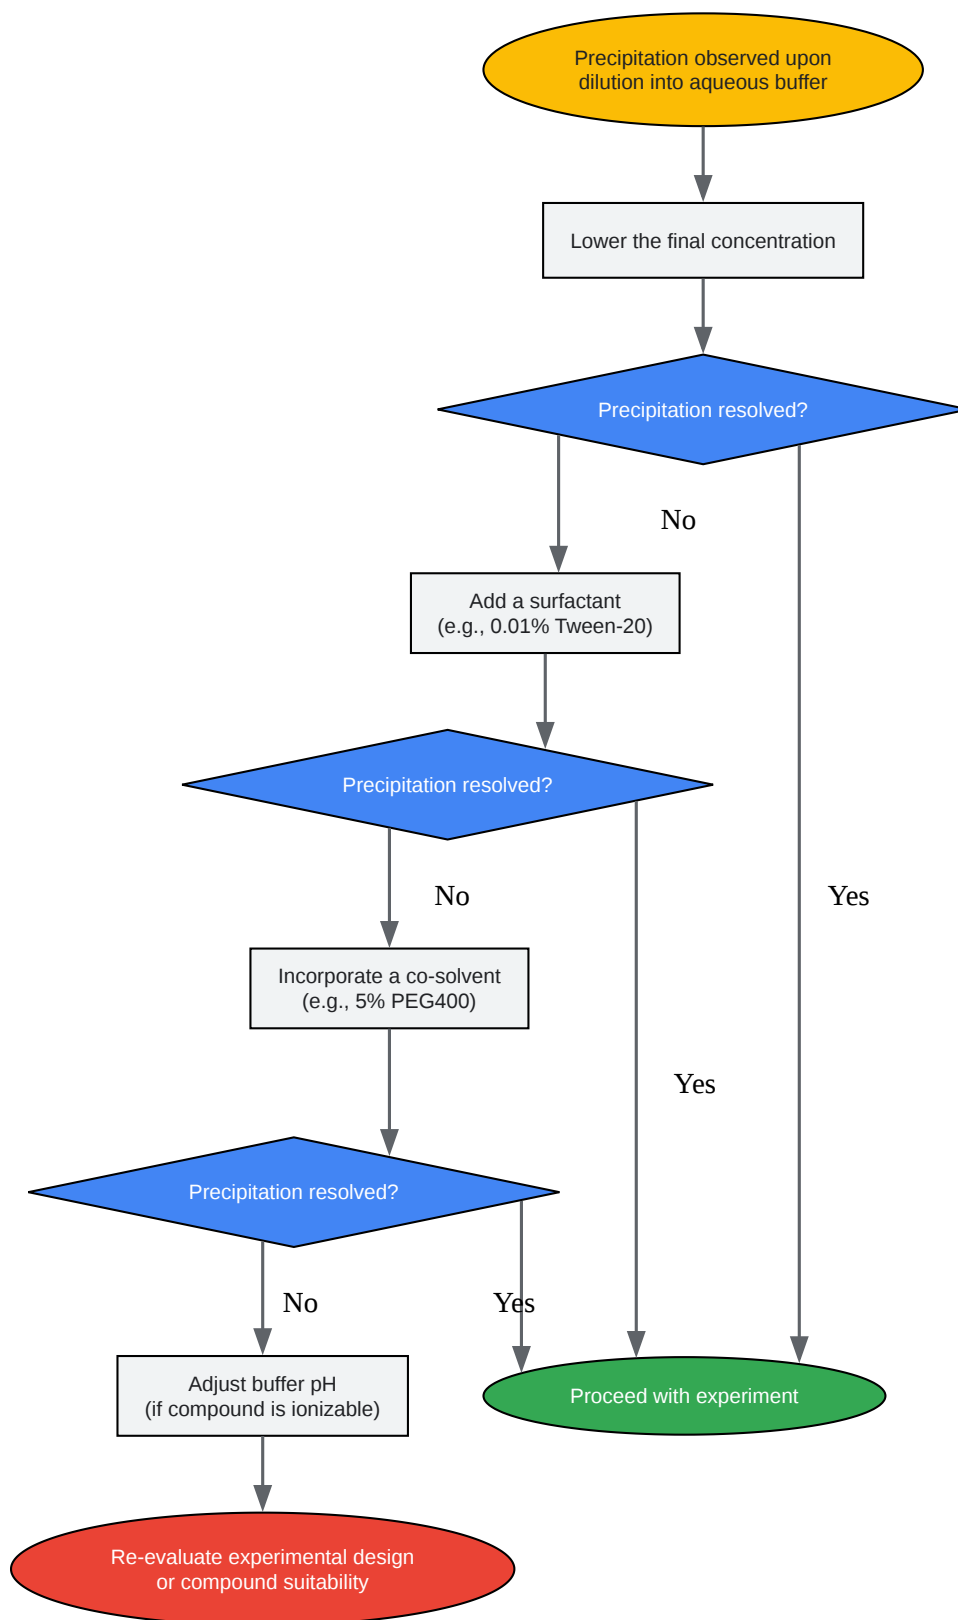 Precipitation observed upon
dilution into aqueous buffer
Lower the final concentration
Precipitation resolved?
No
Add a surfactant
(e.g., 0.01% Tween-20)
Precipitation resolved?
No
Yes
Incorporate a co-solvent
(e.g., 5% PEG400)
Yes
Precipitation resolved?
No
Yes
Adjust buffer pH
(if compound is ionizable)
Proceed with experiment
Re-evaluate experimental design
or compound suitability